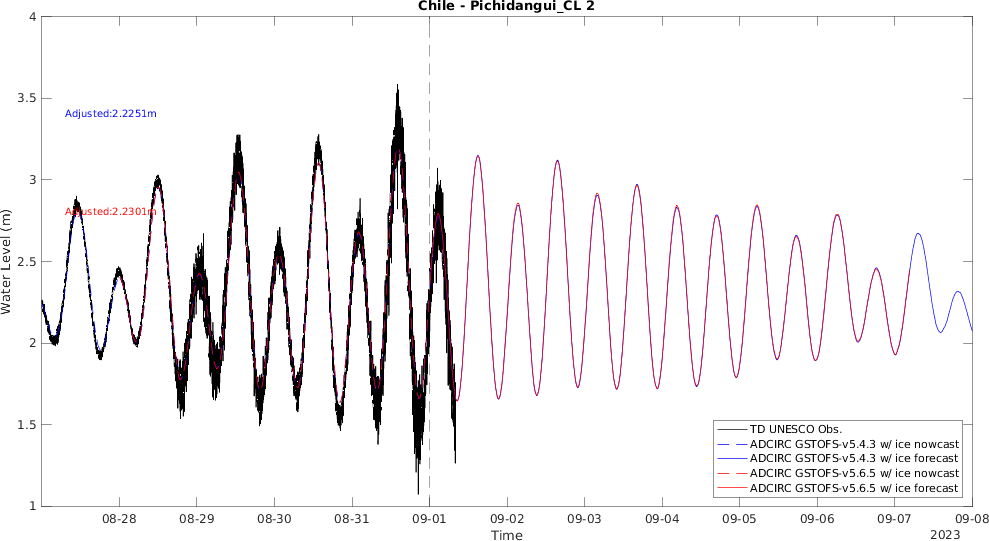 Chile - Pichidangui_CL 2
4
3.5
3
2.5
2
1.5
1
Water Level (m)
Adjusted:2.2251m
Adjusted:2.2301m
TD UNESCO Obs.
ADCIRC GSTOFS-v5.4.3 w/ ice nowcast
ADCIRC GSTOFS-v5.4.3 w/ ice forecast
ADCIRC GSTOFS-v5.6.5 w/ ice nowcast
ADCIRC GSTOFS-v5.6.5 w/ ice forecast
08-28 08-29 08-30 08-31 09-01 09-02 09-03 09-04 09-05 09-06 09-07 09-08
Time
2023